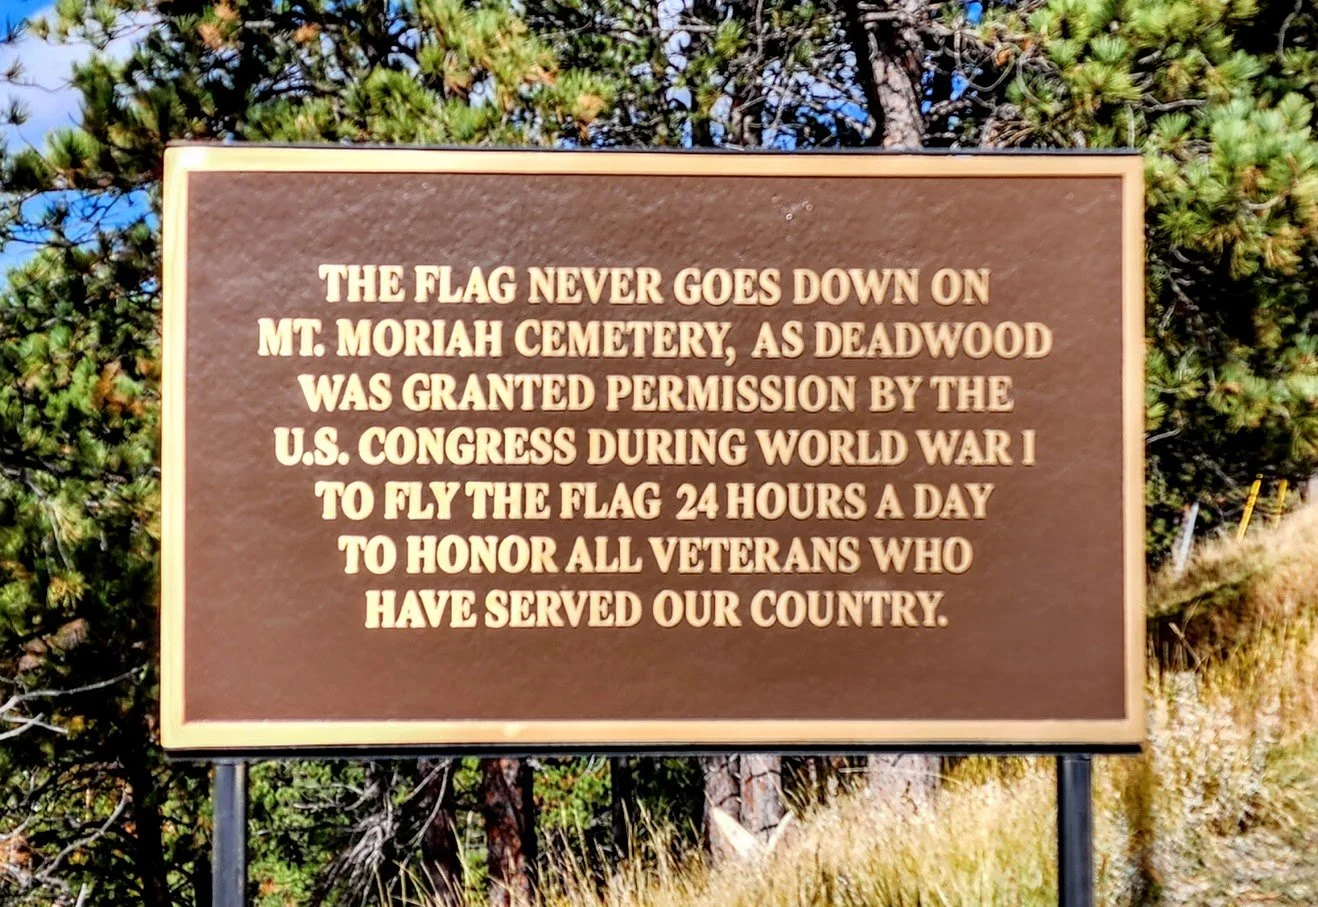 THE FLAG NEVER GOES DOWN ON
MT. MORIAH CEMETERY, AS DEADWOOD
WAS GRANTED PERMISSION BY THE
U.S. CONGRESS DURING WORLD WAR I
TO FLY THE FLAG 24 HOURS A DAY
TO HONOR ALL VETERANS WHO
HAVE SERVED OUR COUNTRY.